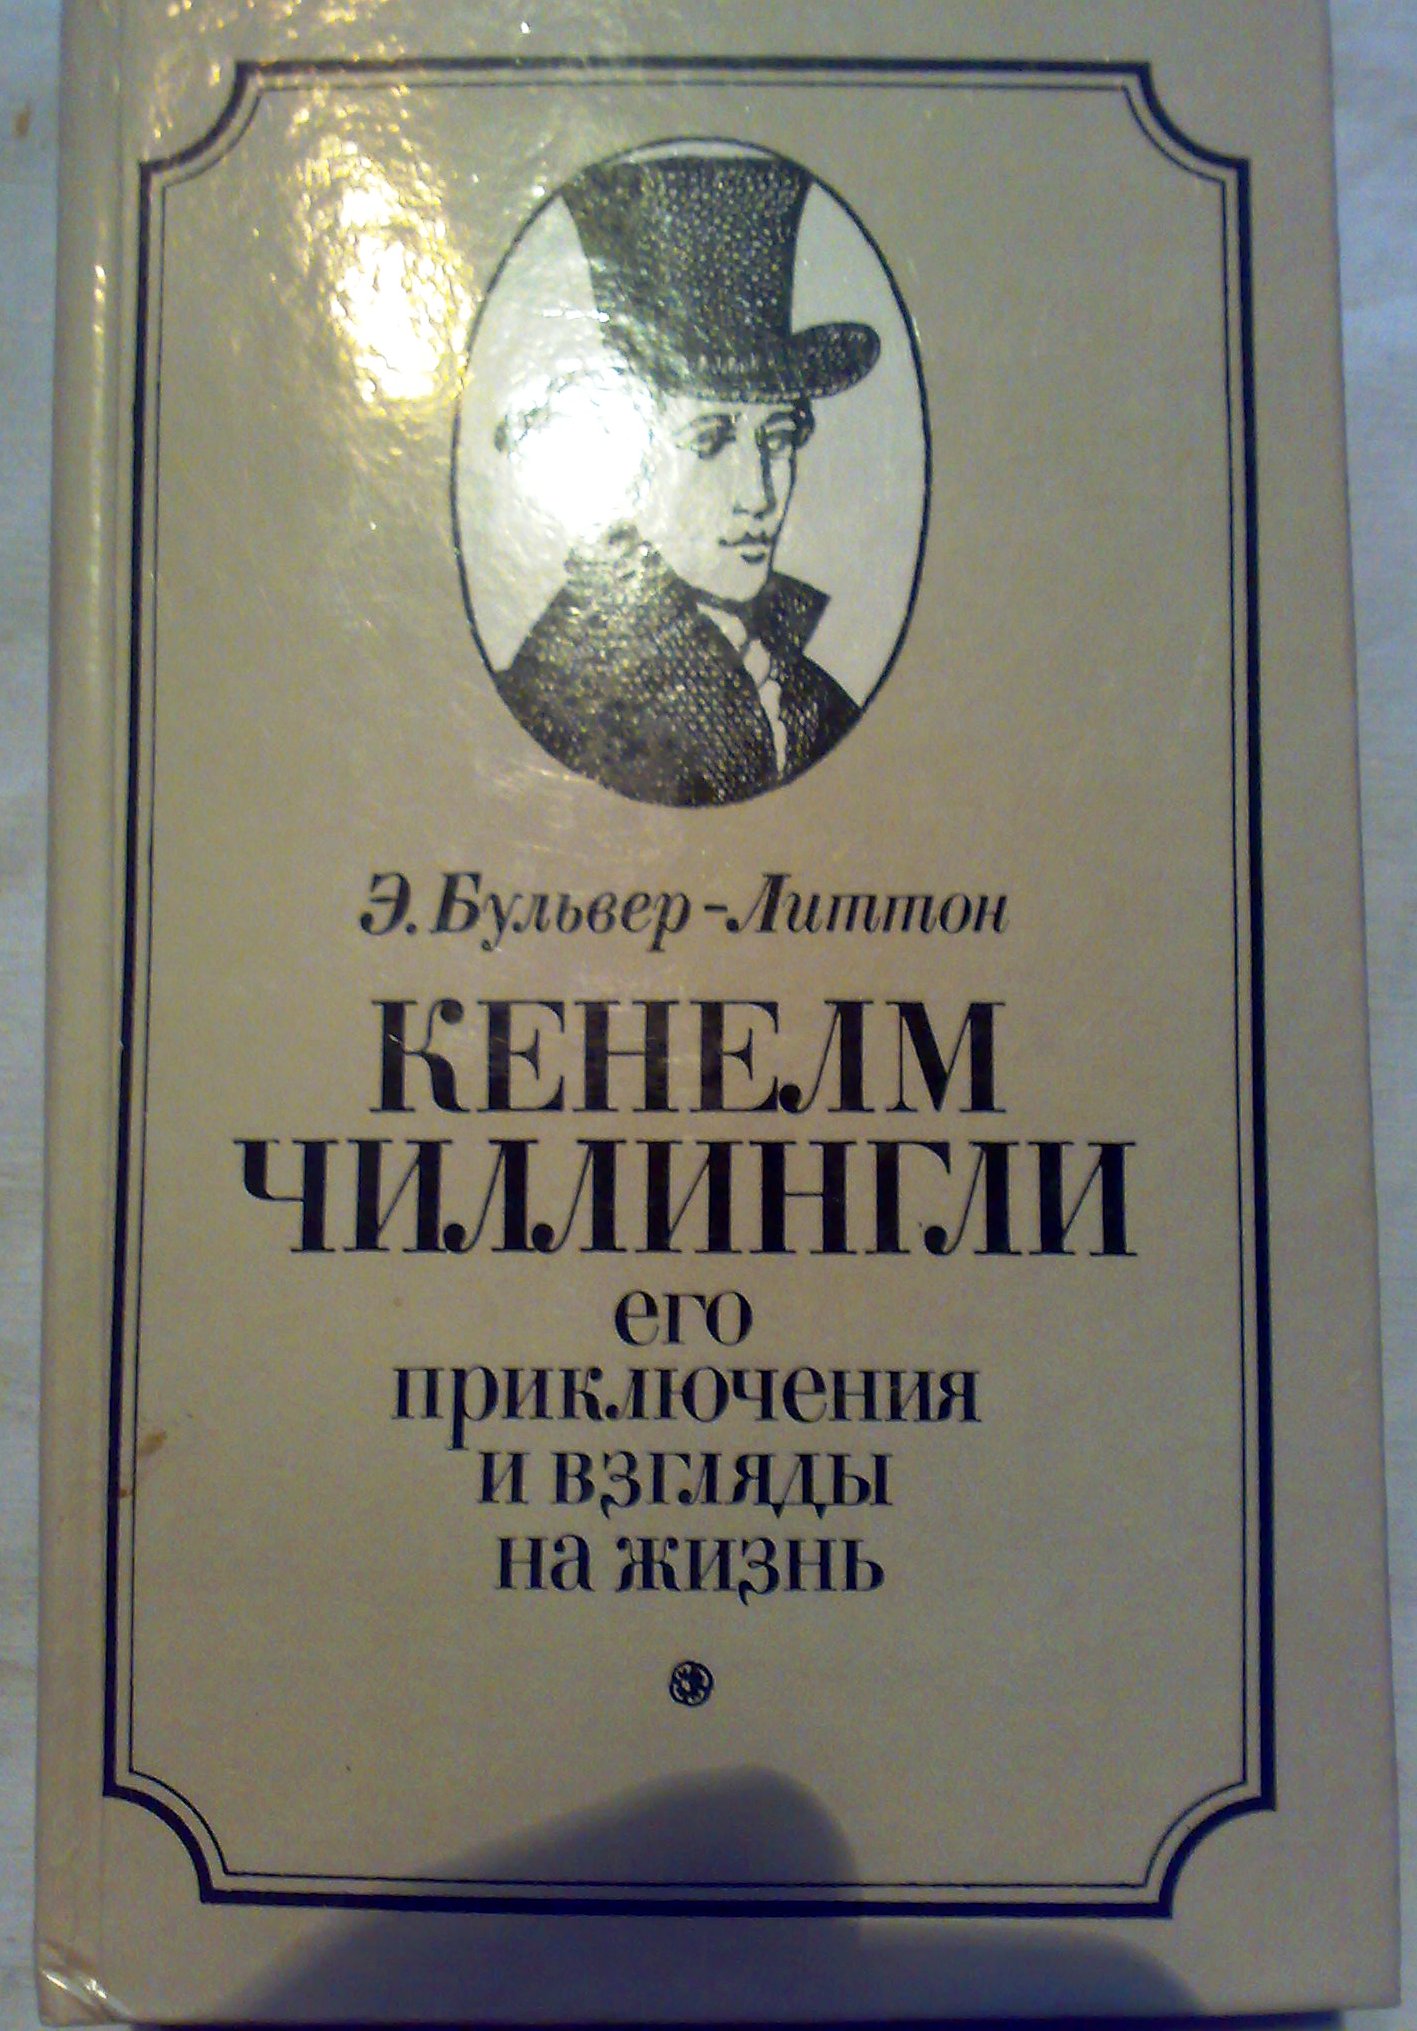 Э. Бульвер-Литтон
КЕНЕЛМ
ЧИЛЛИНГЛИ
его
приключения
и взгляды
на жизнь